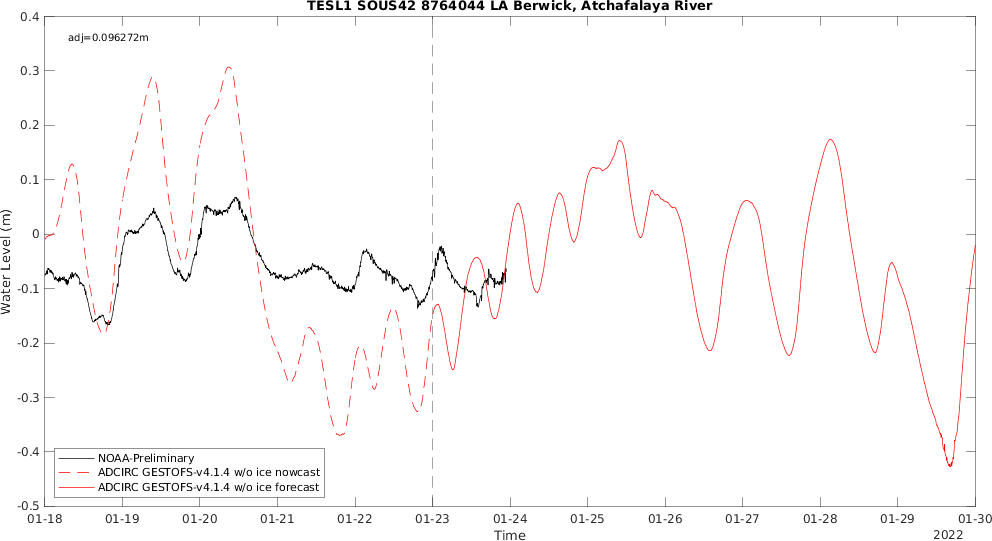 TESL1 SOUS42 8764044 LA Berwick, Atchafalaya River
adj=0.096272m
Water Level (m)
0.4
0.3
0.2
0.1
0
-0.1
-0.2
-0.3
-0.4
-0.5
NOAA-Preliminary
ADCIRC GESTOFS-v4.1.4 w/o ice nowcast
ADCIRC GESTOFS-v4.1.4 w/o ice forecast
01-18 01-19 01-20 01-21 01-22 01-23 01-24 01-25 01-26 01-27 01-28 01-29 01-30
Time
2022